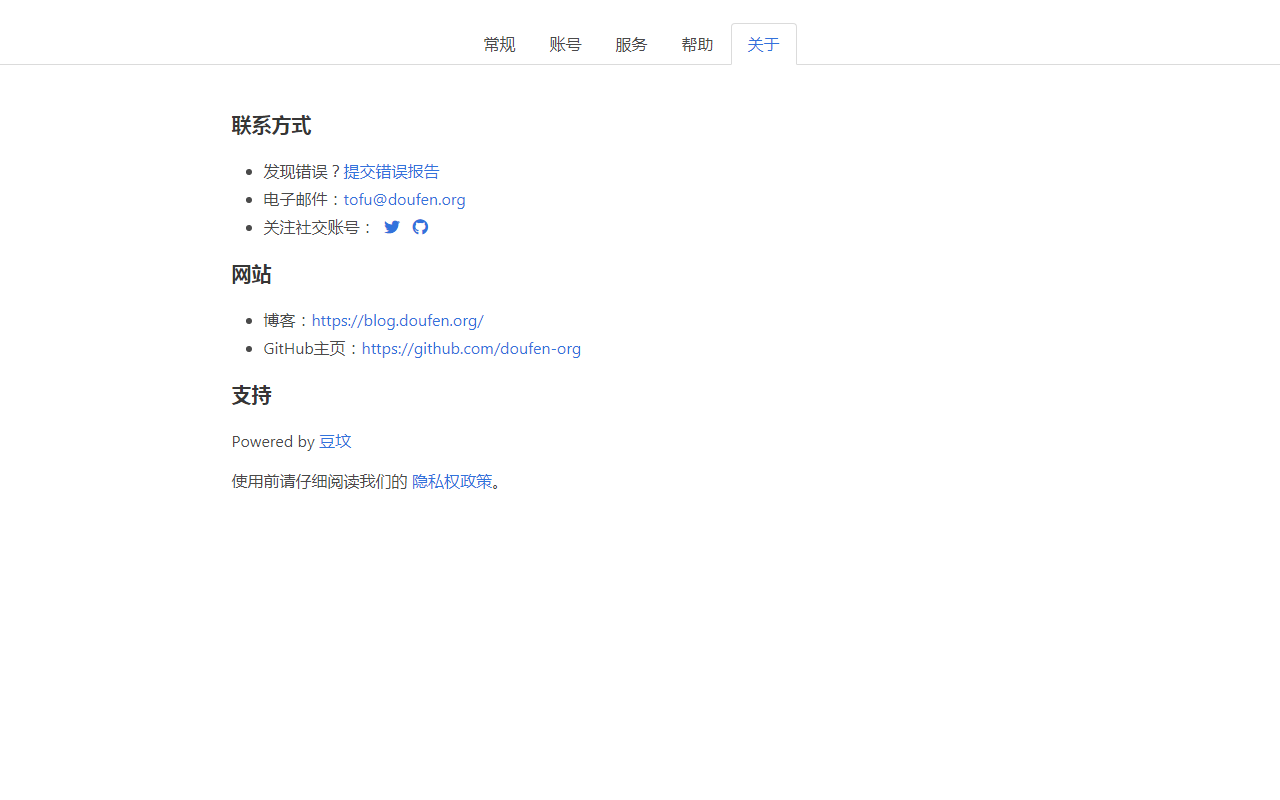 常规 账号 服务 帮助 关于
联系方式
发现错误？提交错误报告
电子邮件：tofu@doufen.org
关注社交账号：
网站
博客：https://blog.doufen.org/
GitHub主页：https://github.com/doufen-org
支持
Powered by 豆坟
使用前请仔细阅读我们的 隐私权政策。